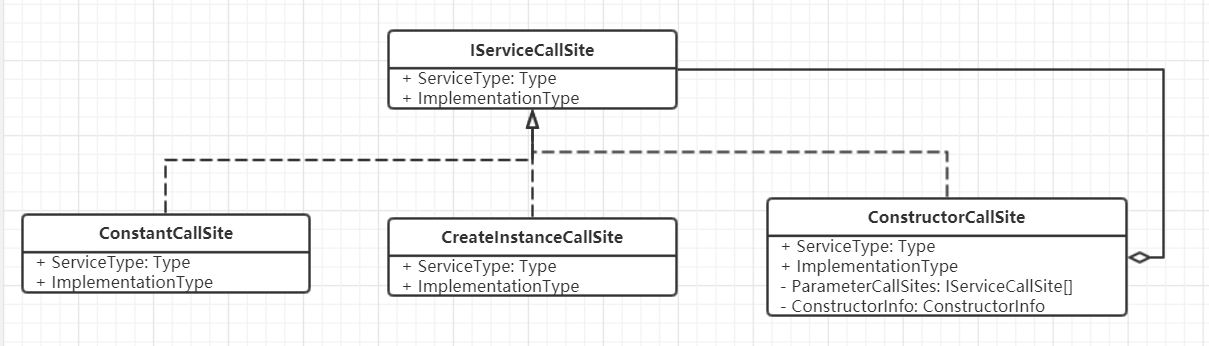 IServiceCallSite
+ ServiceType: Type
+ ImplementationType
ConstantCallSite
+ ServiceType: Type
+ ImplementationType
CreateInstanceCallSite
+ ServiceType: Type
+ ImplementationType
ConstructorCallSite
+ ServiceType: Type
+ ImplementationType
- ParameterCallSites: IServiceCallSite[]
- ConstructorInfo: ConstructorInfo